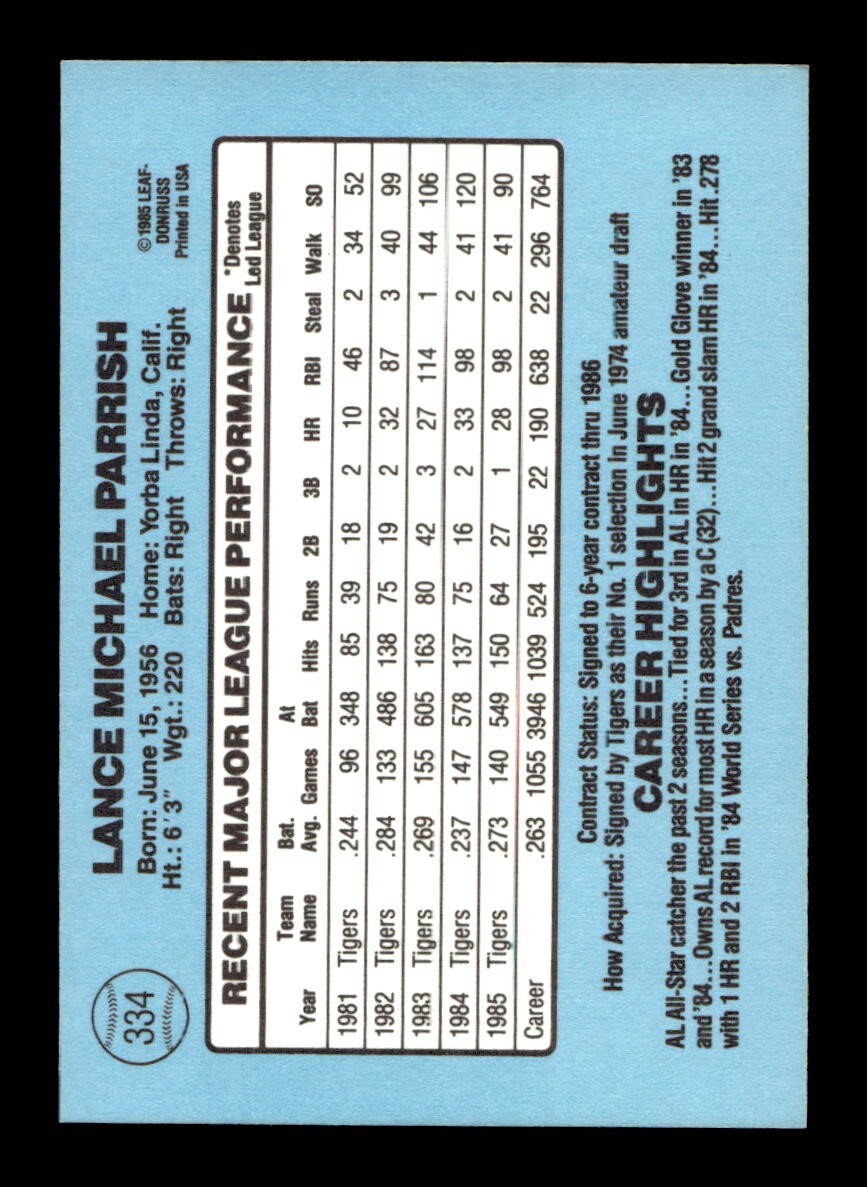 334
LANCE MICHAEL PARRISH
Born: June 15, 1956 Home: Yorba Linda, Calif.
Ht.: 6'3" Wgt.: 220 Bats: Right Throws: Right
©1985 LEAF-
DONRUSS
Printed in USA
RECENT MAJOR LEAGUE PERFORMANCE
*Denotes
Led League
Year Team Name Bat. Avg. Games At Bat Hits Runs 2B 3B HR RBI Steal Walk SO
1981 Tigers .244 96 348 85 39 18 2 10 46 2 34 52
1982 Tigers .284 133 486 138 75 19 2 32 87 3 40 99
1983 Tigers .269 155 605 163 80 42 3 27 114 1 44 106
1984 Tigers .237 147 578 137 75 16 2 33 98 2 41 120
1985 Tigers .273 140 549 150 64 27 1 28 98 2 41 90
Career .263 1055 3946 1039 524 195 22 190 638 22 296 764
Contract Status: Signed to 6-year contract thru 1986
How Acquired: Signed by Tigers as their No. 1 selection in June 1974 amateur draft
CAREER HIGHLIGHTS
AL All-Star catcher the past 2 seasons...Tied for 3rd in AL in HR in '84...Gold Glove winner in '83
and '84...Owns AL record for most HR in a season by a C (32)...Hit 2 grand slam HR in '84...Hit .278
with 1 HR and 2 RBI in '84 World Series vs. Padres.